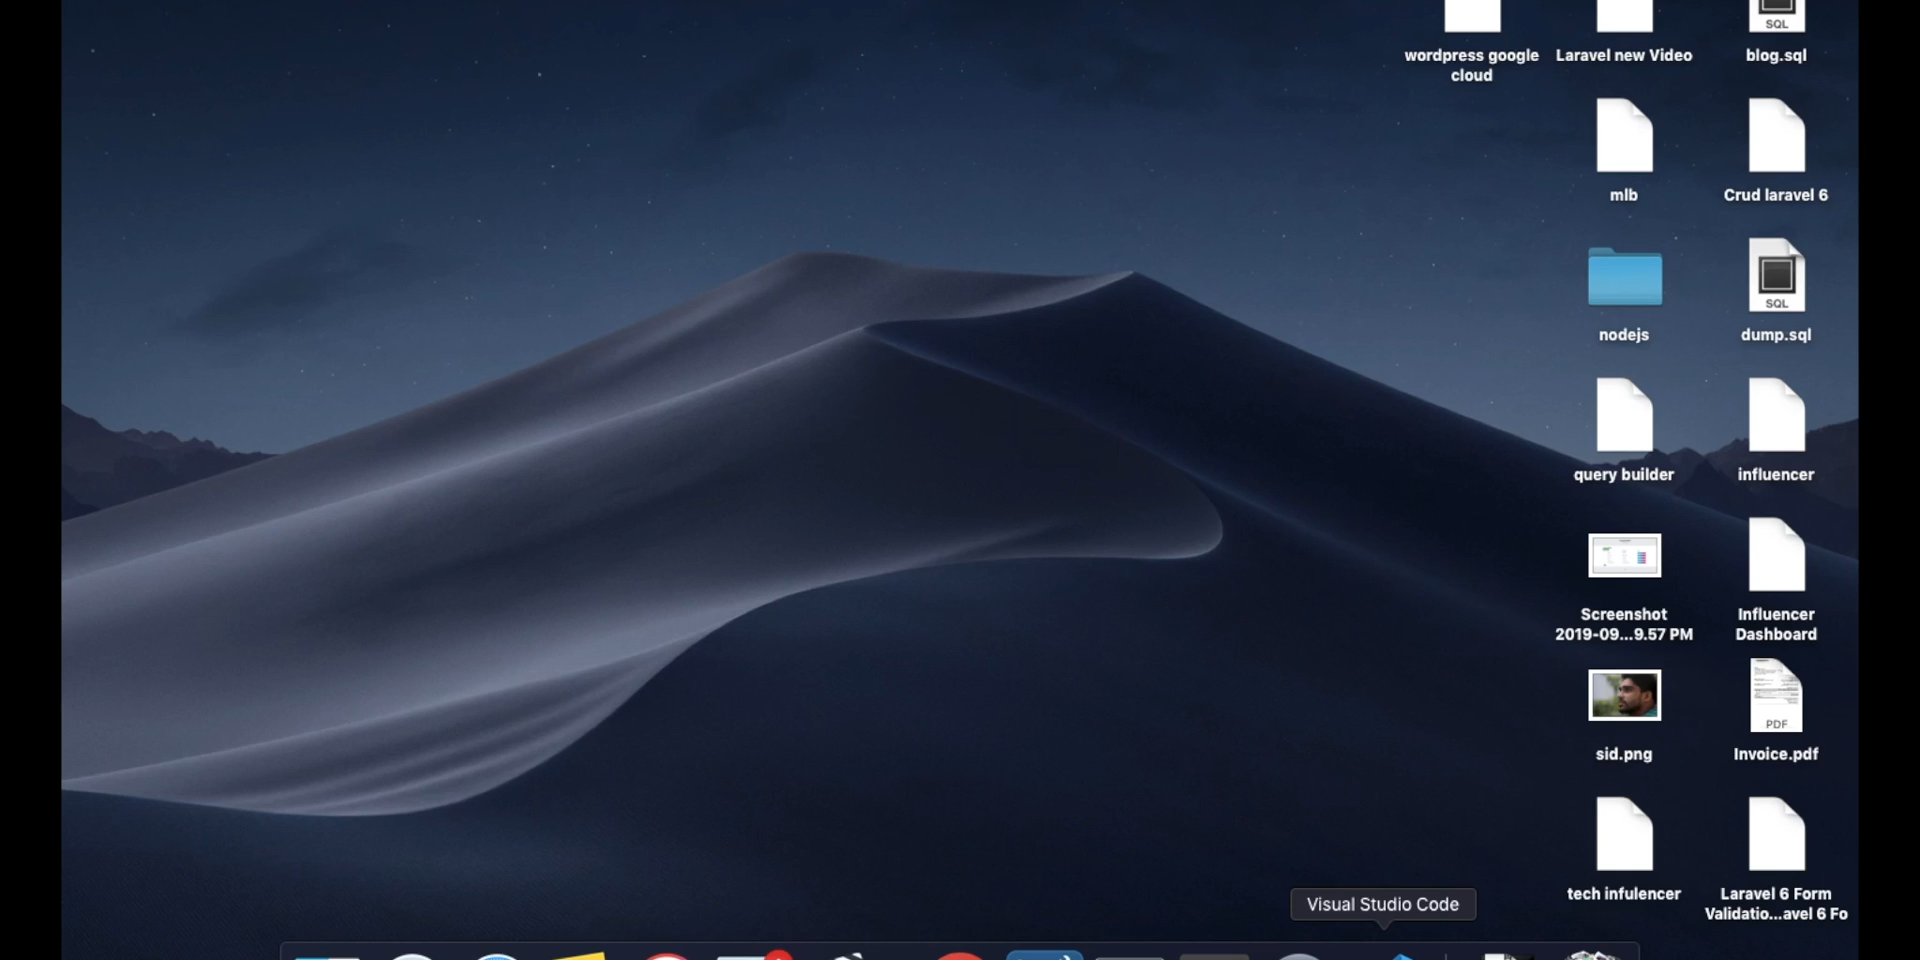 wordpress google
cloud
Laravel new Video
SQL
blog.sql
mlb
Crud laravel 6
nodejs
SQL
dump.sql
query builder
influencer
Screenshot
2019-09...9.57 PM
Influencer
Dashboard
sid.png
PDF
Invoice.pdf
tech infulencer
Laravel 6 Form
Validatio...avel 6 Fo
Visual Studio Code